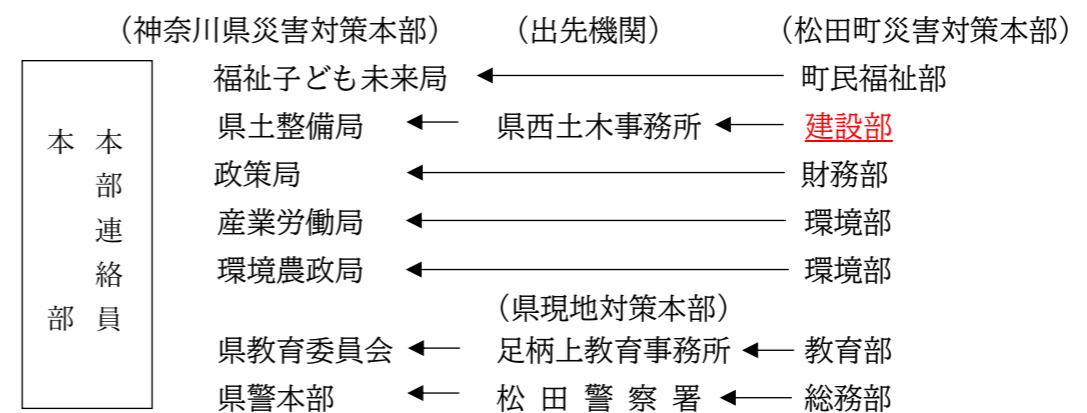 (神奈川県災害対策本部) (出先機関) (松田町災害対策本部)
福祉子ども未来局 町民福祉部
県土整備局 県西土木事務所 建設部
政策局 財務部
産業労働局 環境部
環境農政局 環境部
(県現地対策本部)
県教育委員会 足柄上教育事務所 教育部
県警本部 松田警察署 総務部
本部連絡員
本部